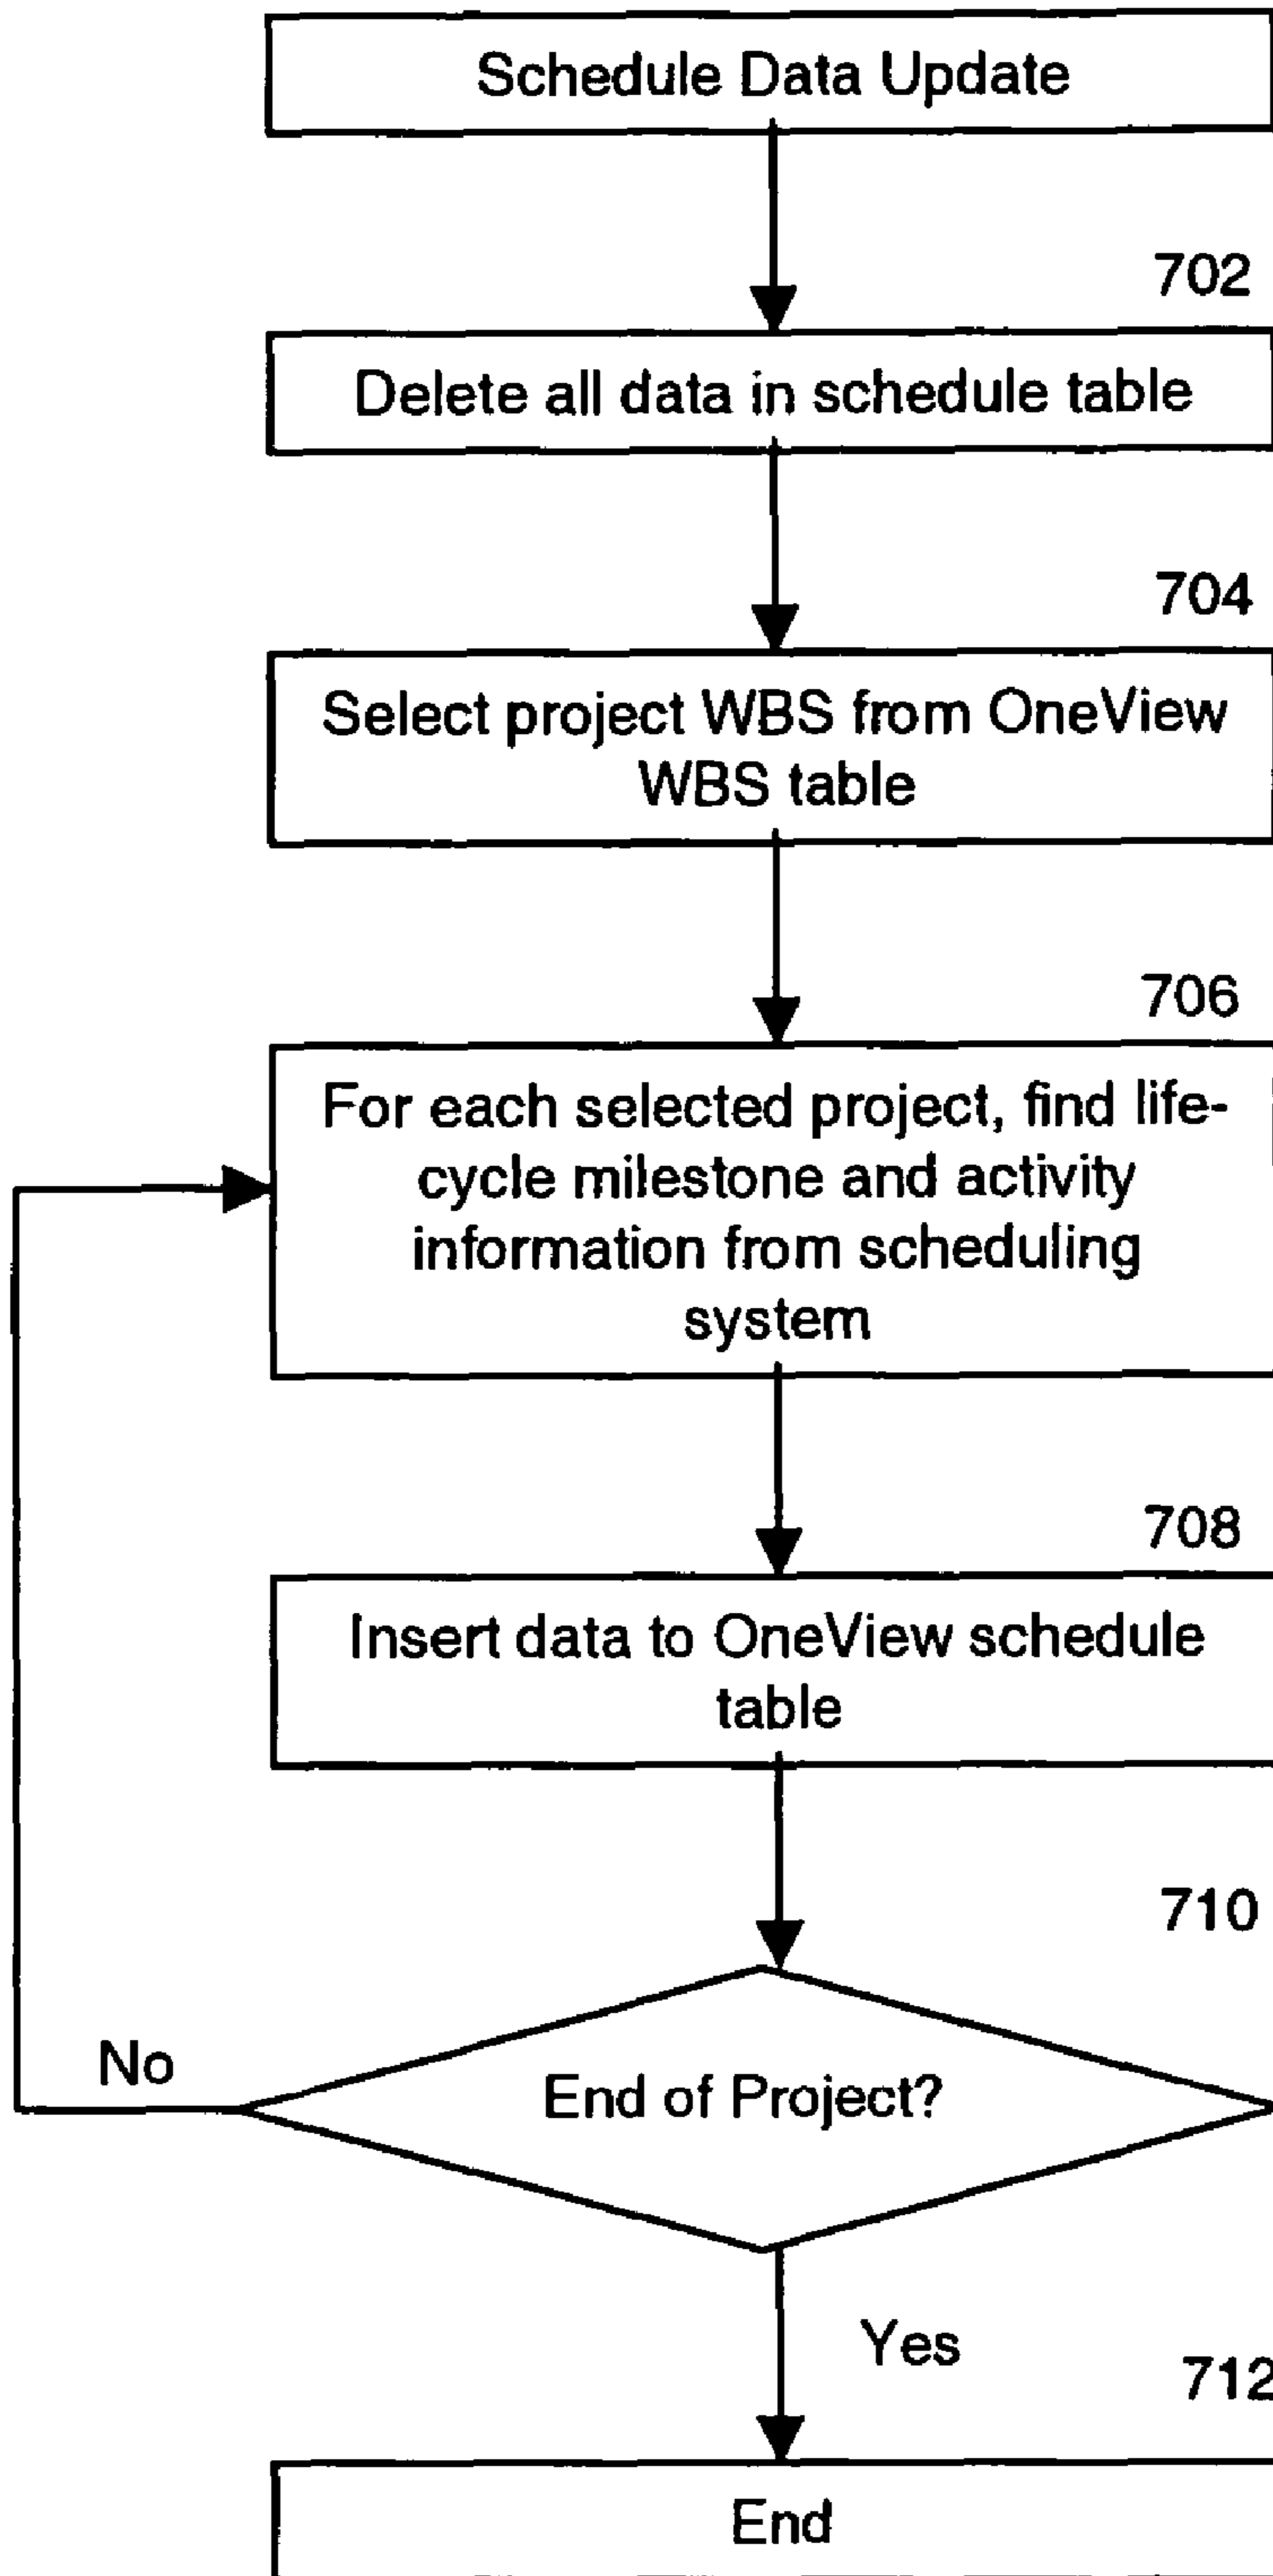 Schedule Data Update
702
Delete all data in schedule table
704
Select project WBS from OneView
WBS table
706
For each selected project, find life-
cycle milestone and activity
information from scheduling
system
708
Insert data to OneView schedule
table
710
No
End of Project?
Yes
712
End